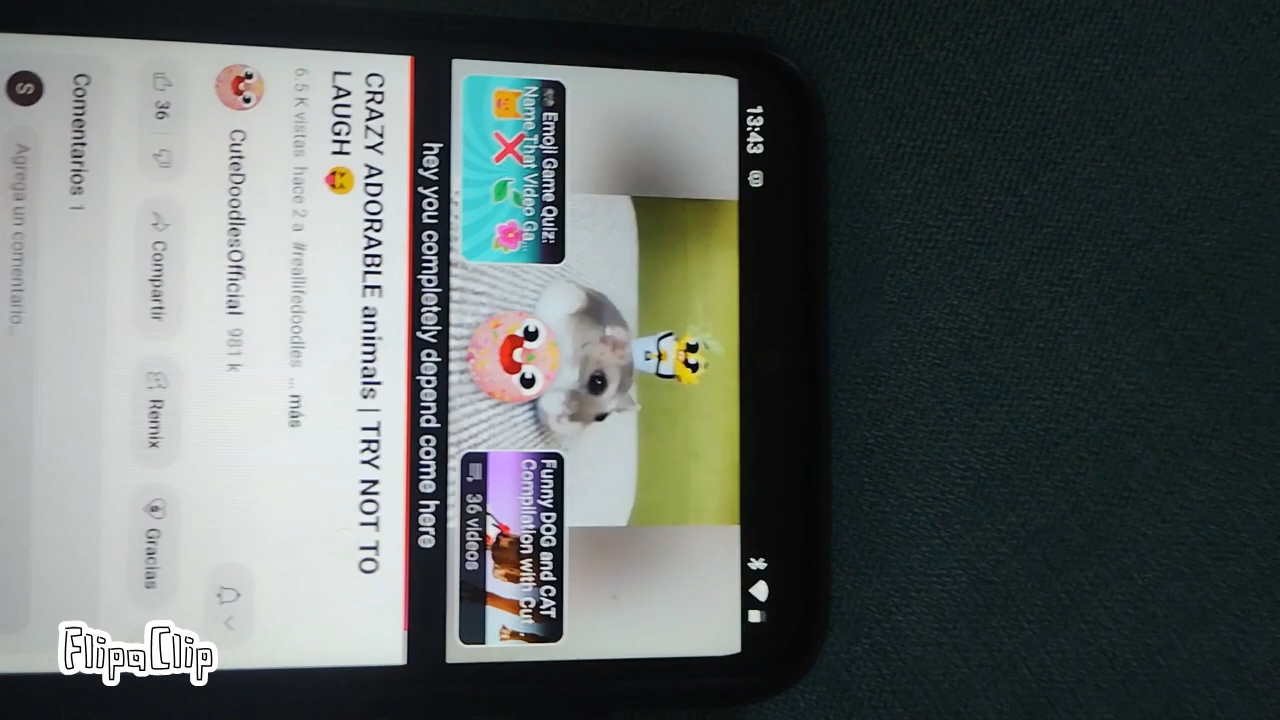 13:43
Emoji Game Quiz:
Name That Video Ga...
Funny DOG and CAT
Compilation with Cut...
36 videos
hey you completely depend come here
CRAZY ADORABLE animals | TRY NOT TO
LAUGH 😝
6.5 K vistas hace 2 a #reallifedoodles ... más
CuteDoodlesOfficial 981 k
36 Compartir Remix Gracias
Comentarios 1
S Agrega un comentario...
FlipaClip